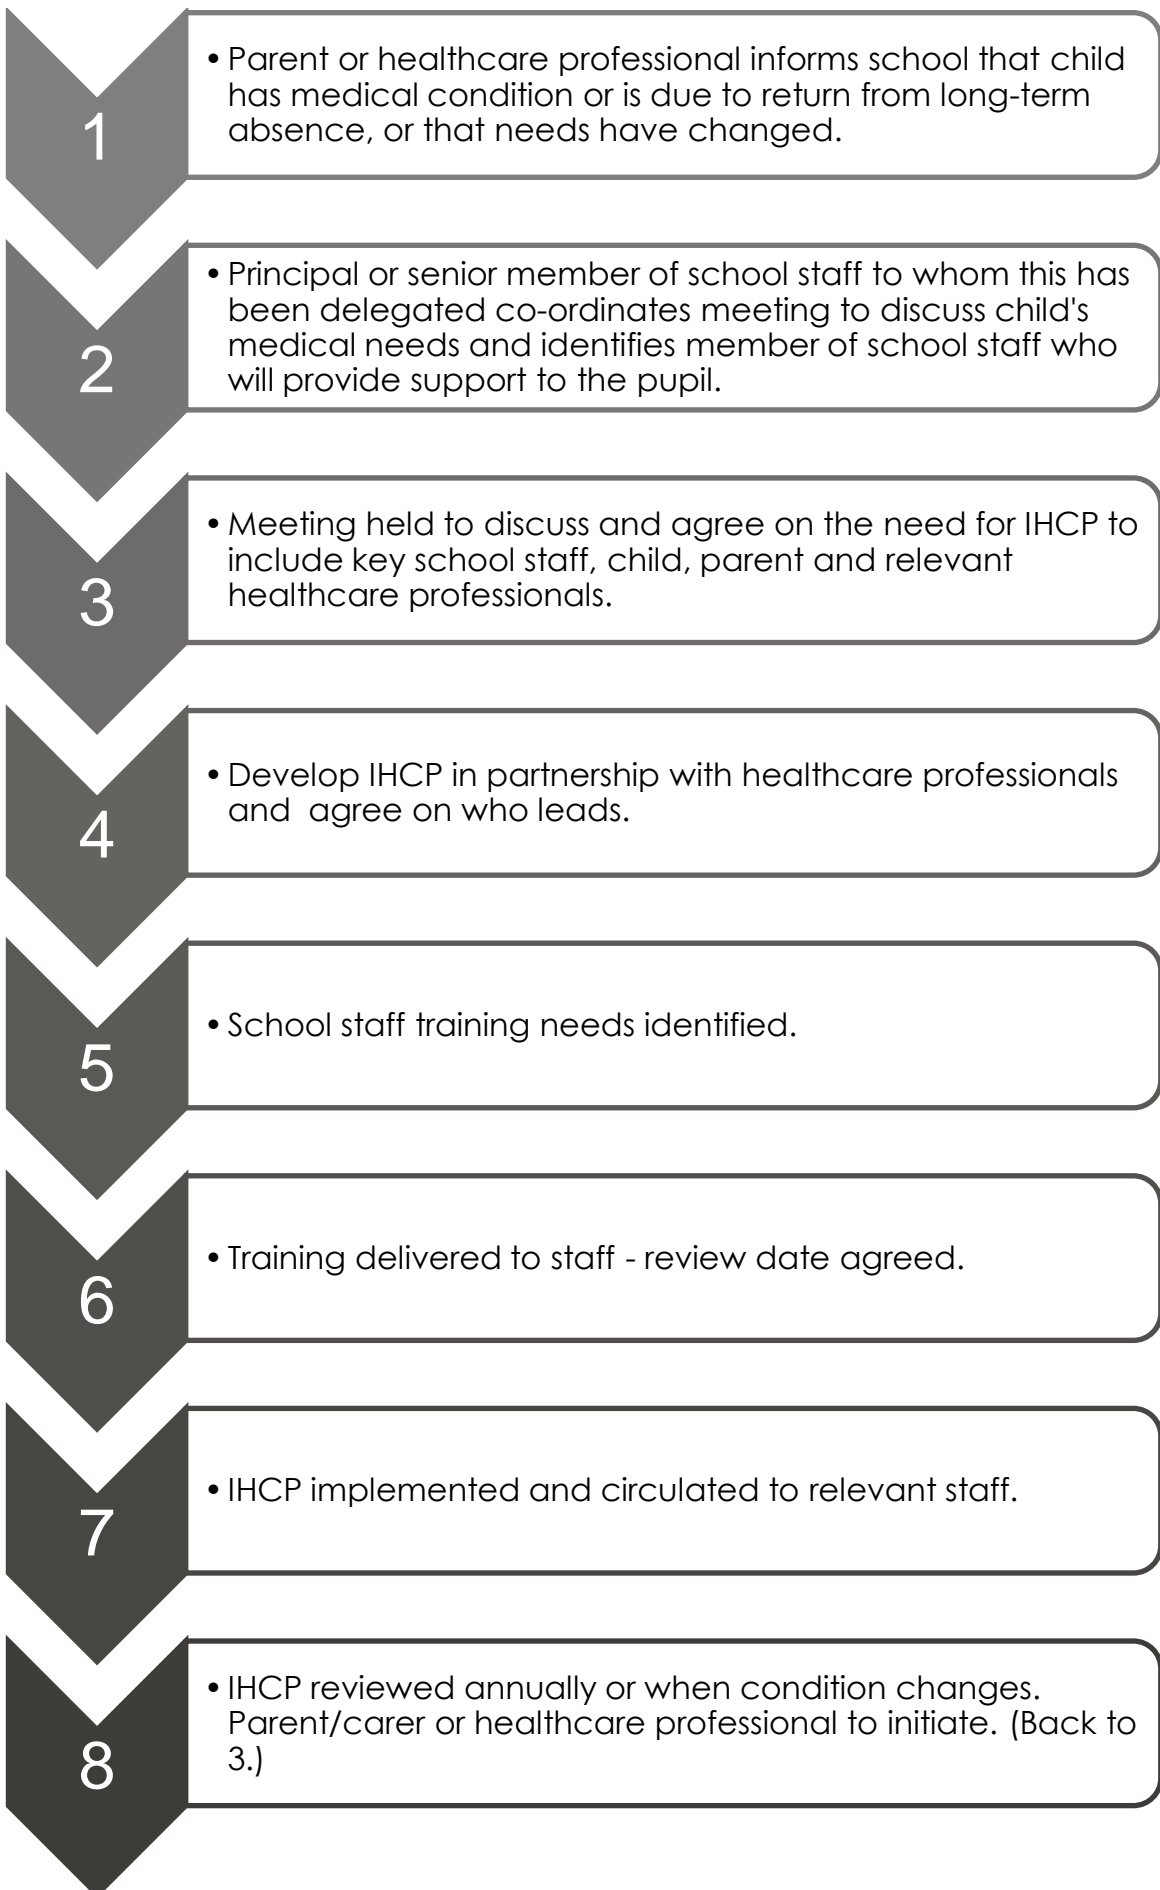 1
• Parent or healthcare professional informs school that child
has medical condition or is due to return from long-term
absence, or that needs have changed.
2
• Principal or senior member of school staff to whom this has
been delegated co-ordinates meeting to discuss child's
medical needs and identifies member of school staff who
will provide support to the pupil.
3
• Meeting held to discuss and agree on the need for IHCP to
include key school staff, child, parent and relevant
healthcare professionals.
4
• Develop IHCP in partnership with healthcare professionals
and  agree on who leads.
5
• School staff training needs identified.
6
• Training delivered to staff - review date agreed.
7
• IHCP implemented and circulated to relevant staff.
8
• IHCP reviewed annually or when condition changes.
Parent/carer or healthcare professional to initiate. (Back to
3.)